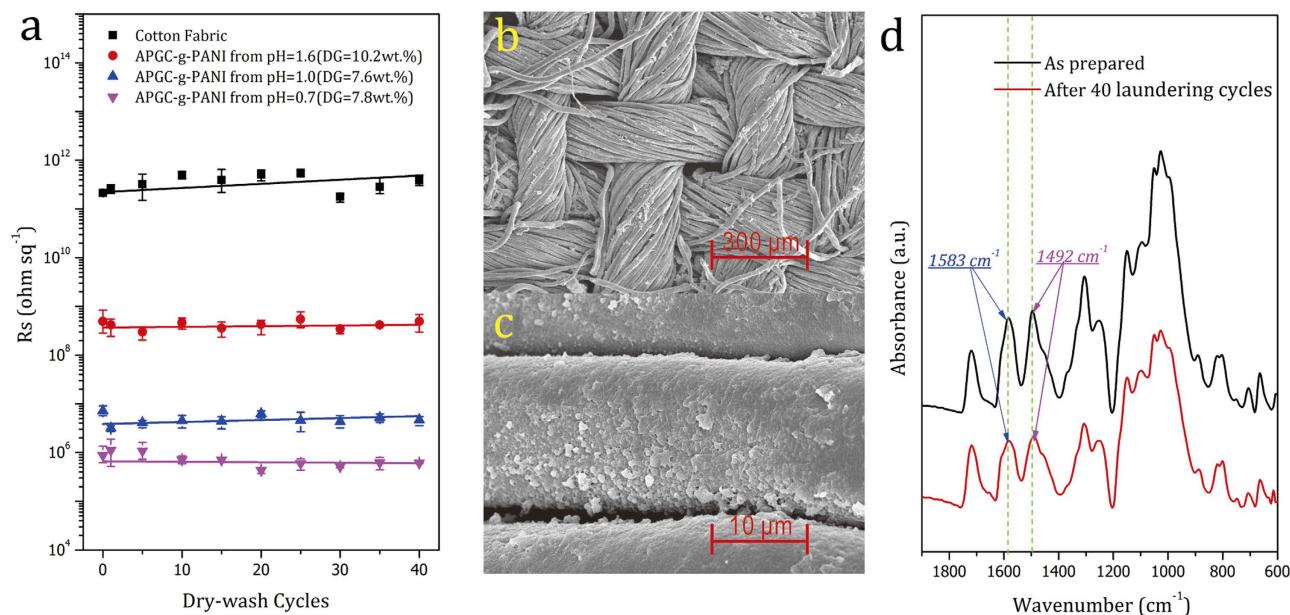 a
Cotton Fabric
APGC-g-PANI from pH=1.6(DG=10.2wt.%)
APGC-g-PANI from pH=1.0(DG=7.6wt.%)
APGC-g-PANI from pH=0.7(DG=7.8wt.%)
10^14
10^12
10^10
10^8
10^6
10^4
Rs (ohm sq^-1)
0
10
20
30
40
Dry-wash Cycles
b
300 μm
c
10 μm
d
As prepared
After 40 laundering cycles
1583 cm^-1
1492 cm^-1
Absorbance (a.u.)
1800
1600
1400
1200
1000
800
600
Wavenumber (cm^-1)